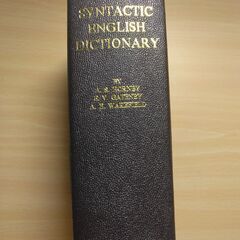 SYNTACTIC
ENGLISH
DICTIONARY
BY
A. S. HORNBY
E. V. GATENBY
A. H. WAKEFIELD